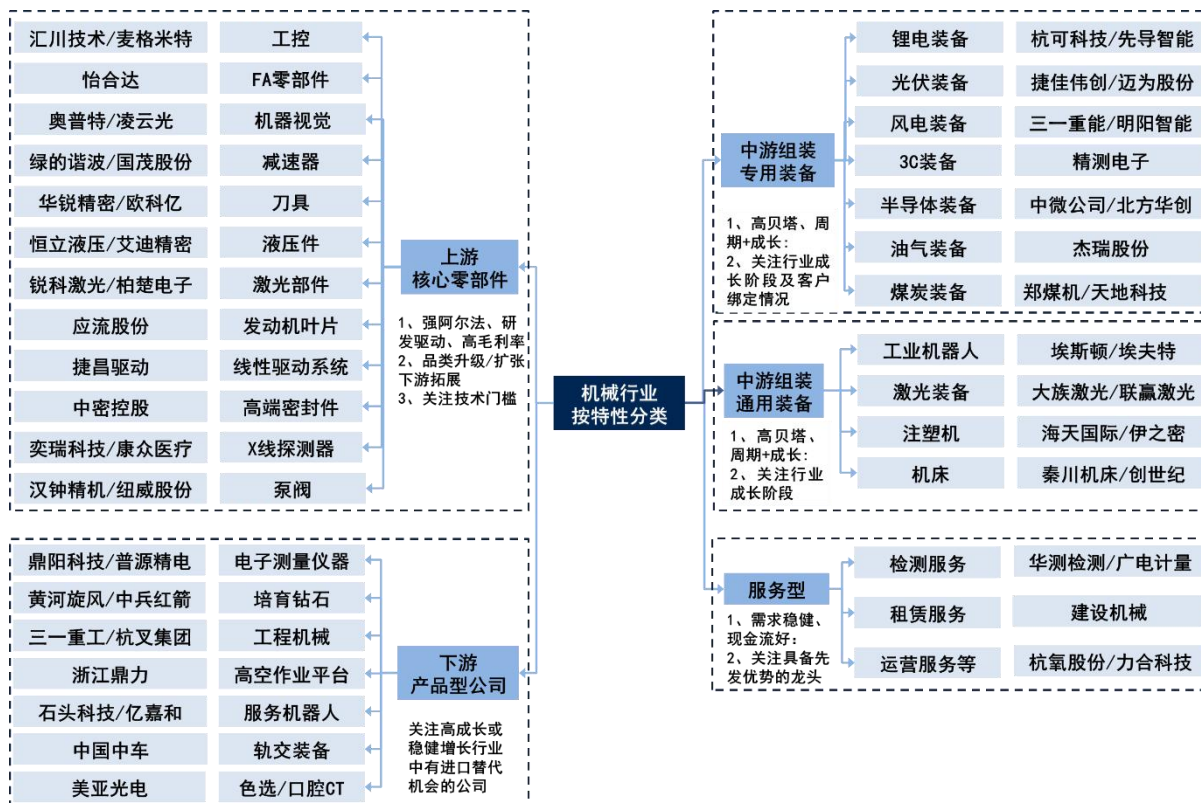 机械行业
按特性分类
上游
核心零部件
1、强阿尔法、研
发驱动、高毛利率
2、品类升级/扩张
下游拓展
3、关注技术门槛
汇川技术/麦格米特 工控
怡合达 FA零部件
奥普特/凌云光 机器视觉
绿的谐波/国茂股份 减速器
华锐精密/欧科亿 刀具
恒立液压/艾迪精密 液压件
锐科激光/柏楚电子 激光部件
应流股份 发动机叶片
捷昌驱动 线性驱动系统
中密控股 高端密封件
奕瑞科技/康众医疗 X线探测器
汉钟精机/纽威股份 泵阀
下游
产品型公司
关注高成长或
稳健增长行业
中有进口替代
机会的公司
鼎阳科技/普源精电 电子测量仪器
黄河旋风/中兵红箭 培育钻石
三一重工/杭叉集团 工程机械
浙江鼎力 高空作业平台
石头科技/亿嘉和 服务机器人
中国中车 轨交装备
美亚光电 色选/口腔CT
中游组装
专用装备
1、高贝塔、周
期+成长：
2、关注行业成
长阶段及客户
绑定情况
锂电装备 杭可科技/先导智能
光伏装备 捷佳伟创/迈为股份
风电装备 三一重能/明阳智能
3C装备 精测电子
半导体装备 中微公司/北方华创
油气装备 杰瑞股份
煤炭装备 郑煤机/天地科技
中游组装
通用装备
1、高贝塔、
周期+成长：
2、关注行业
成长阶段
工业机器人 埃斯顿/埃夫特
激光装备 大族激光/联赢激光
注塑机 海天国际/伊之密
机床 秦川机床/创世纪
服务型
1、需求稳健、
现金流好：
2、关注具备先
发优势的龙头
检测服务 华测检测/广电计量
租赁服务 建设机械
运营服务等 杭氧股份/力合科技